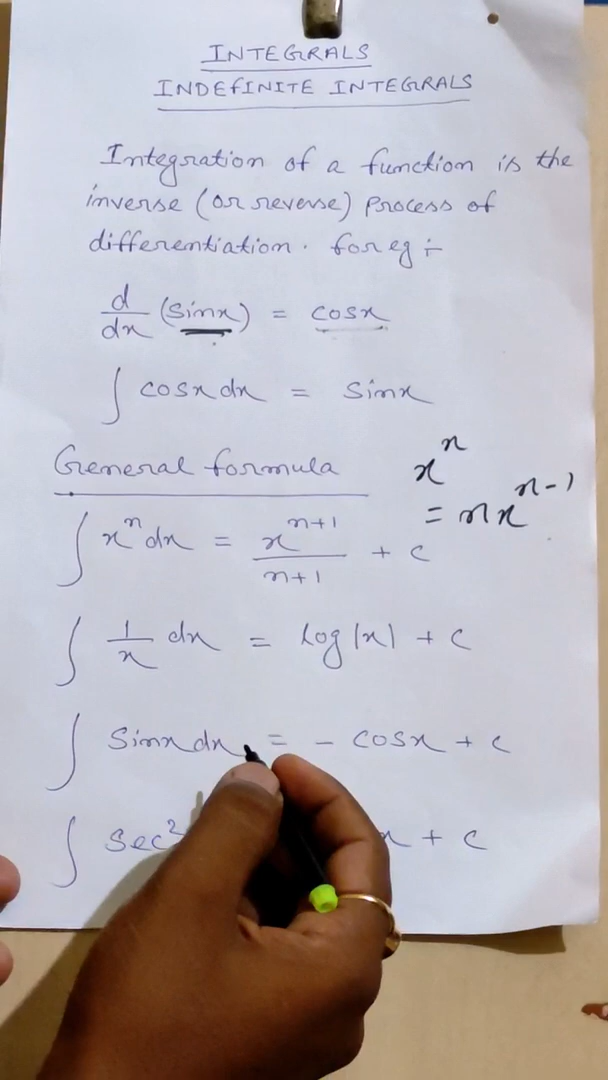 INTEGRALS
INDEFINITE INTEGRALS
Integration of a function is the
inverse (or reverse) process of
differentiation. for eg :-
d/dx (sinx) = cosx
∫ cosx dx = sinx
General formula
x^n
= nx^(n-1)
∫ x^n dx = x^(n+1)/(n+1) + c
∫ 1/x dx = log|x| + c
∫ sinx dx = - cosx + c
∫ sec² x + c